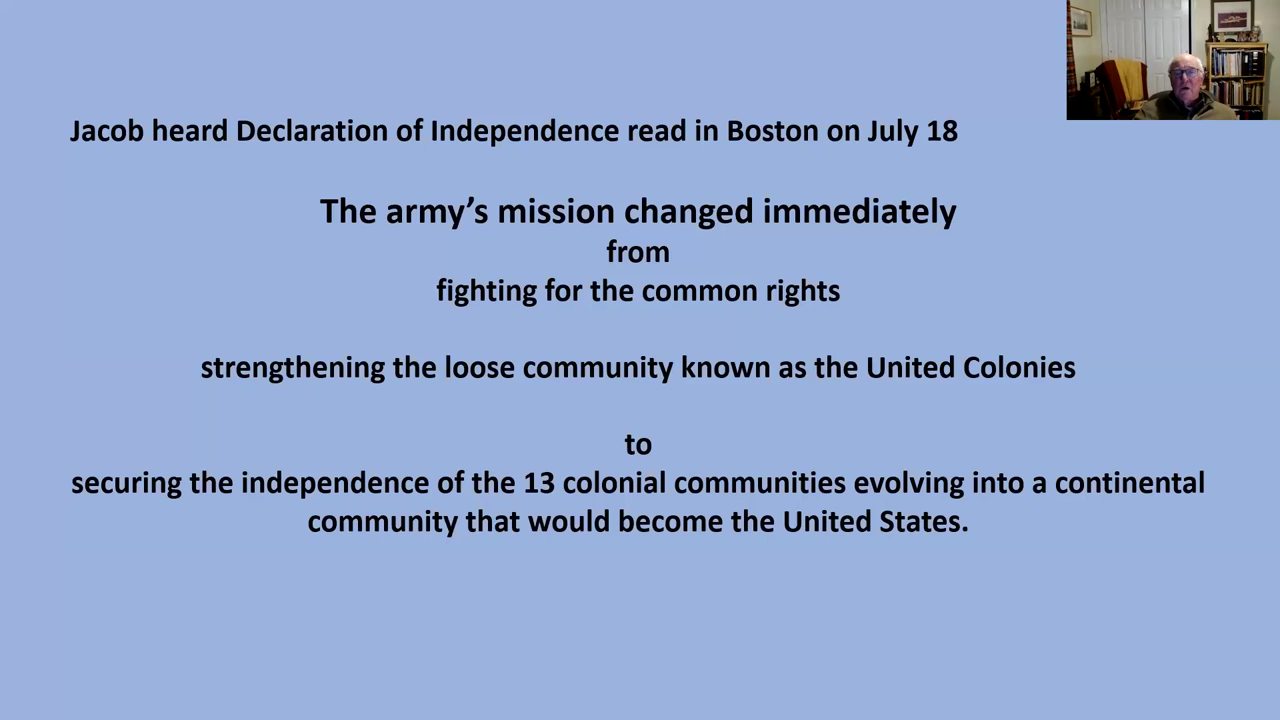 Jacob heard Declaration of Independence read in Boston on July 18
The army’s mission changed immediately
from
fighting for the common rights
strengthening the loose community known as the United Colonies
to
securing the independence of the 13 colonial communities evolving into a continental
community that would become the United States.